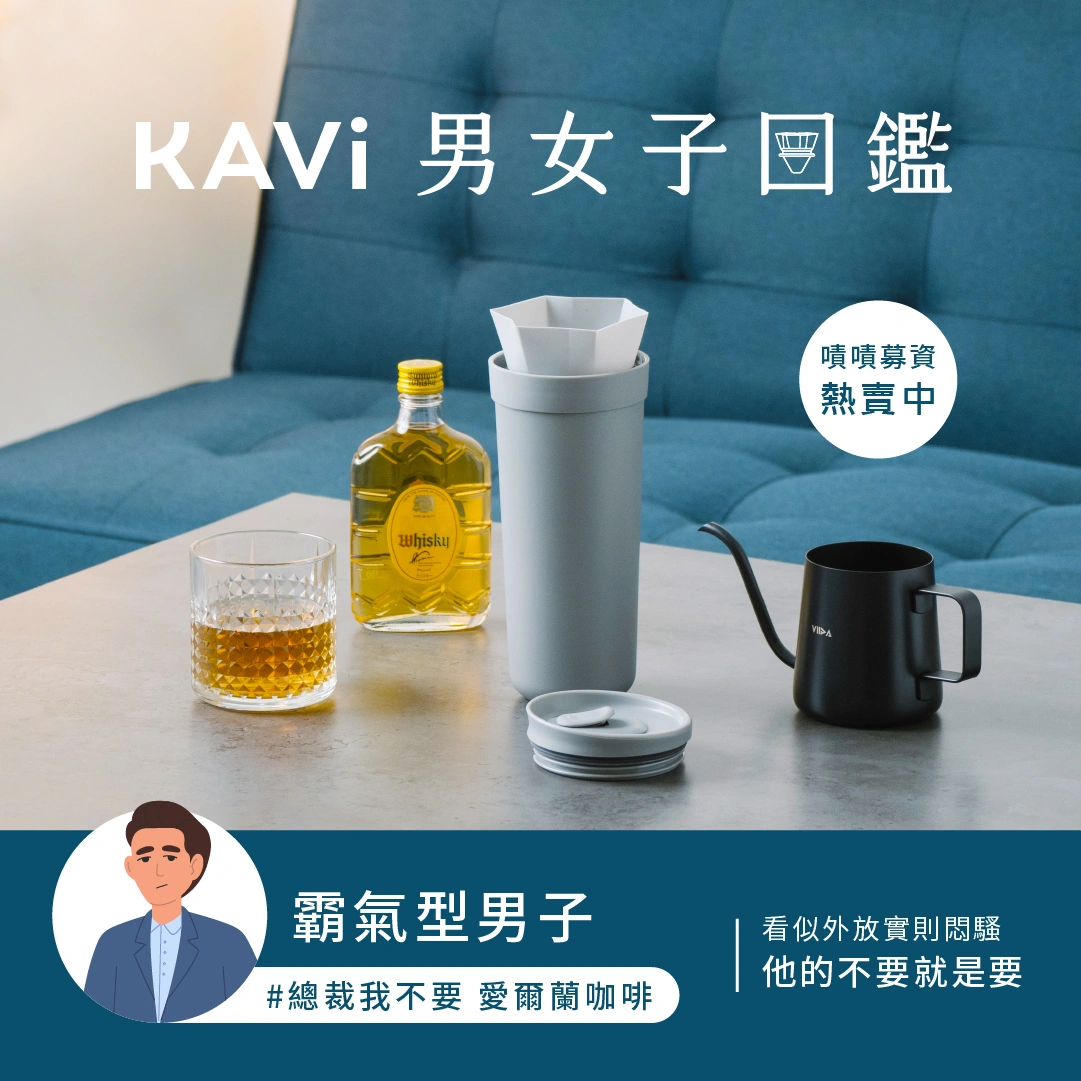 KAVi 男女子圖鑑
嘖嘖募資
熱賣中
Whisky
VIIDA
霸氣型男子
#總裁我不要 愛爾蘭咖啡
看似外放實則悶騷
他的不要就是要